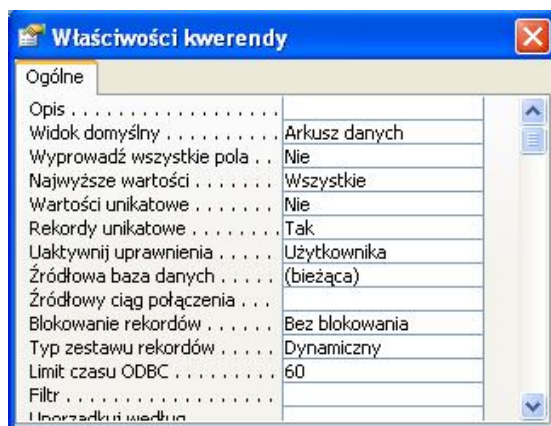 Właściwości kwerendy
Ogólne
Opis . . . . . . . . . . . . . . . . . .
Widok domyślny . . . . . . . . . . Arkusz danych
Wyprowadź wszystkie pola . . Nie
Najwyższe wartości . . . . . . . Wszystkie
Wartości unikatowe . . . . . . . Nie
Rekordy unikatowe . . . . . . . . Tak
Uaktywnij uprawnienia . . . . . Użytkownika
Źródłowa baza danych . . . . . (bieżąca)
Źródłowy ciąg połączenia . . .
Blokowanie rekordów . . . . . . Bez blokowania
Typ zestawu rekordów . . . . . Dynamiczny
Limit czasu ODBC . . . . . . . . . 60
Filtr . . . . . . . . . . . . . . . . . . .
Uporządkuj według